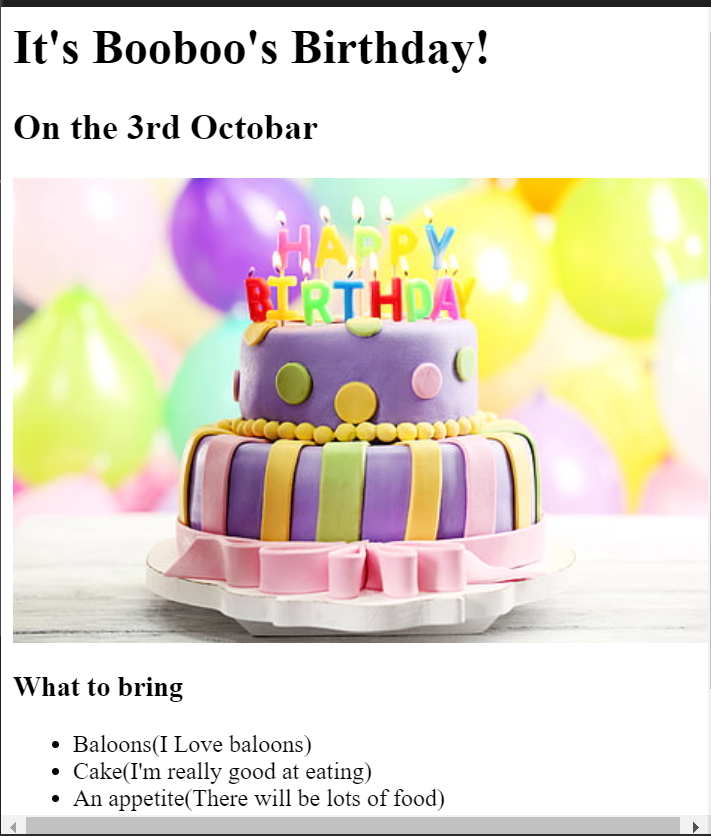 It's Booboo's Birthday!
On the 3rd Octobar
HAPPY
BIRTHDAY
What to bring
Baloons(I Love baloons)
Cake(I'm really good at eating)
An appetite(There will be lots of food)